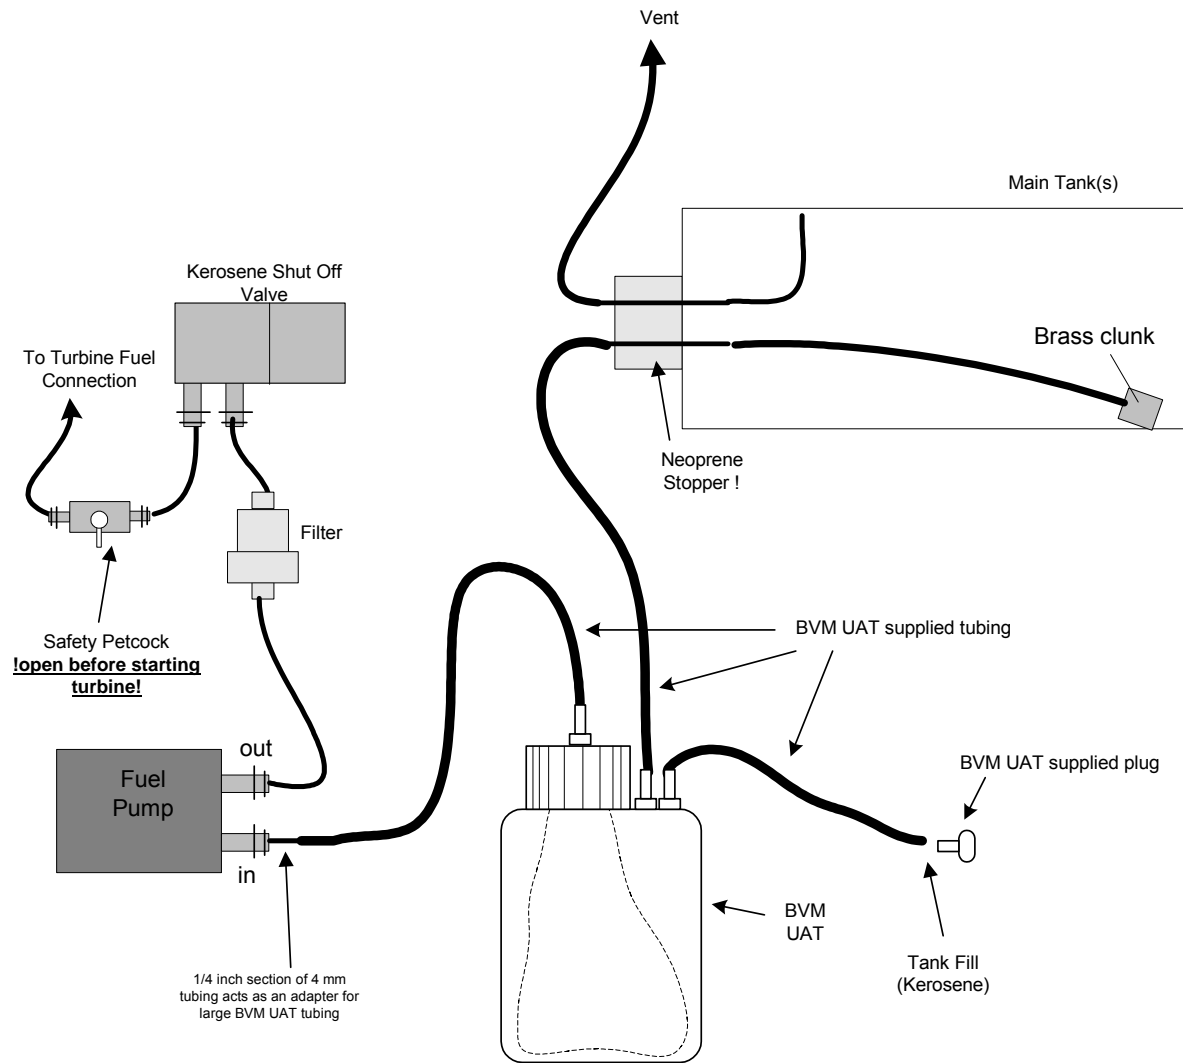 Vent
Main Tank(s)
Kerosene Shut Off
Valve
To Turbine Fuel
Connection
Brass clunk
Neoprene
Stopper !
Filter
Safety Petcock
!open before starting
turbine!
BVM UAT supplied tubing
out
Fuel
Pump
in
BVM UAT supplied plug
BVM
UAT
Tank Fill
(Kerosene)
1/4 inch section of 4 mm
tubing acts as an adapter for
large BVM UAT tubing